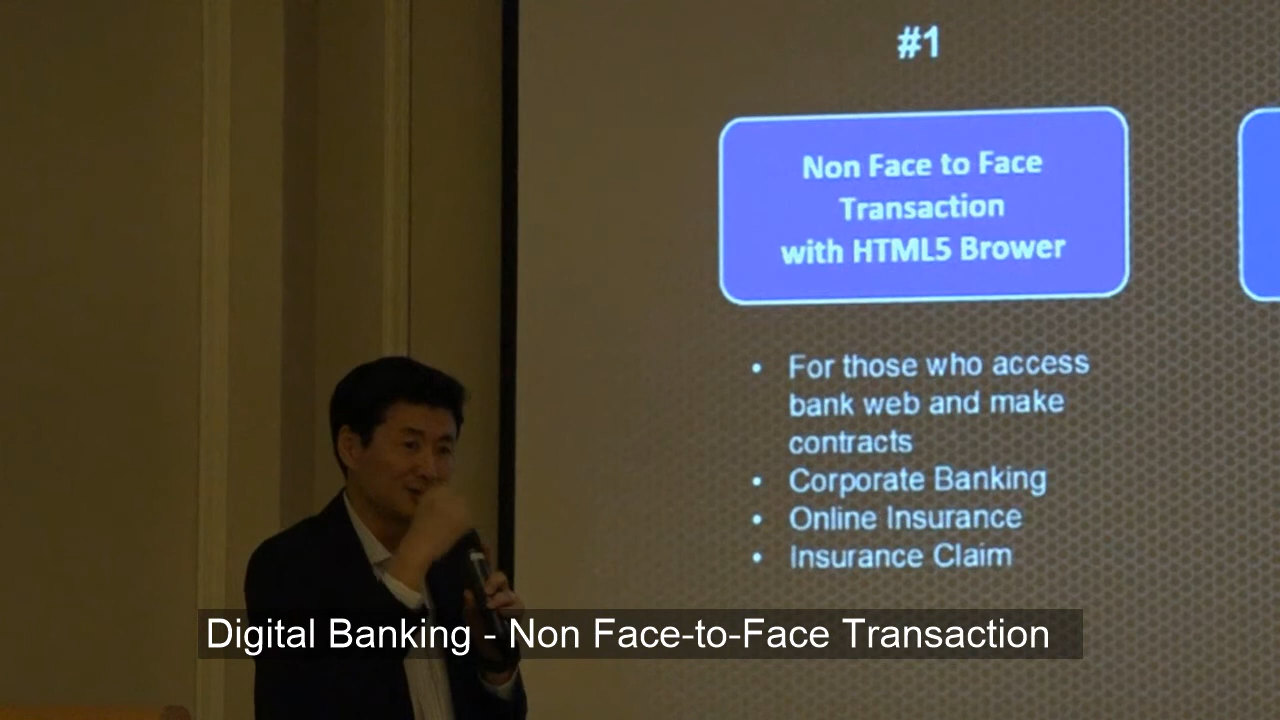 #1
Non Face to Face
Transaction
with HTML5 Brower
• For those who access
bank web and make
contracts
• Corporate Banking
• Online Insurance
• Insurance Claim
Digital Banking - Non Face-to-Face Transaction